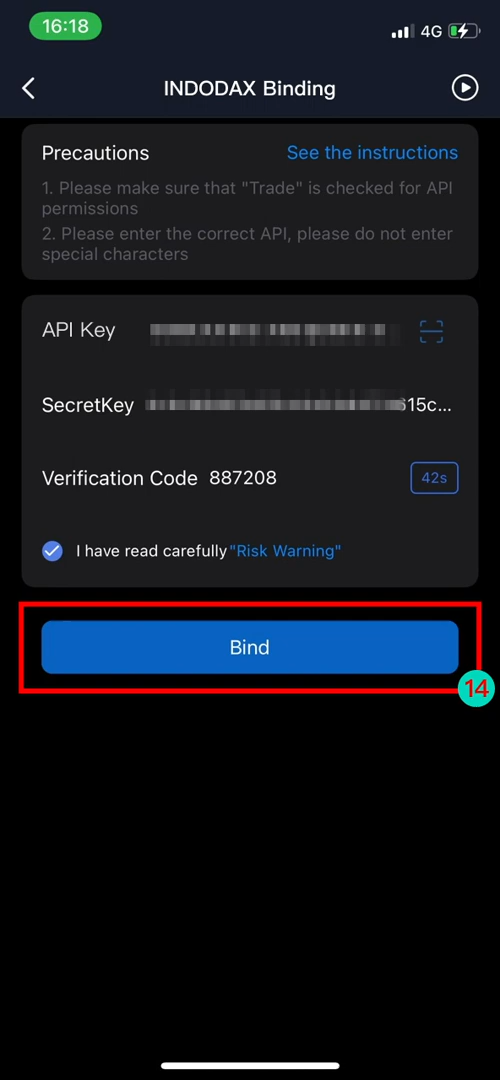 16:18
4G
INDODAX Binding
Precautions
See the instructions
1. Please make sure that "Trade" is checked for API
permissions
2. Please enter the correct API, please do not enter
special characters
API Key
SecretKey 615c...
Verification Code 887208
42s
I have read carefully "Risk Warning"
Bind
14